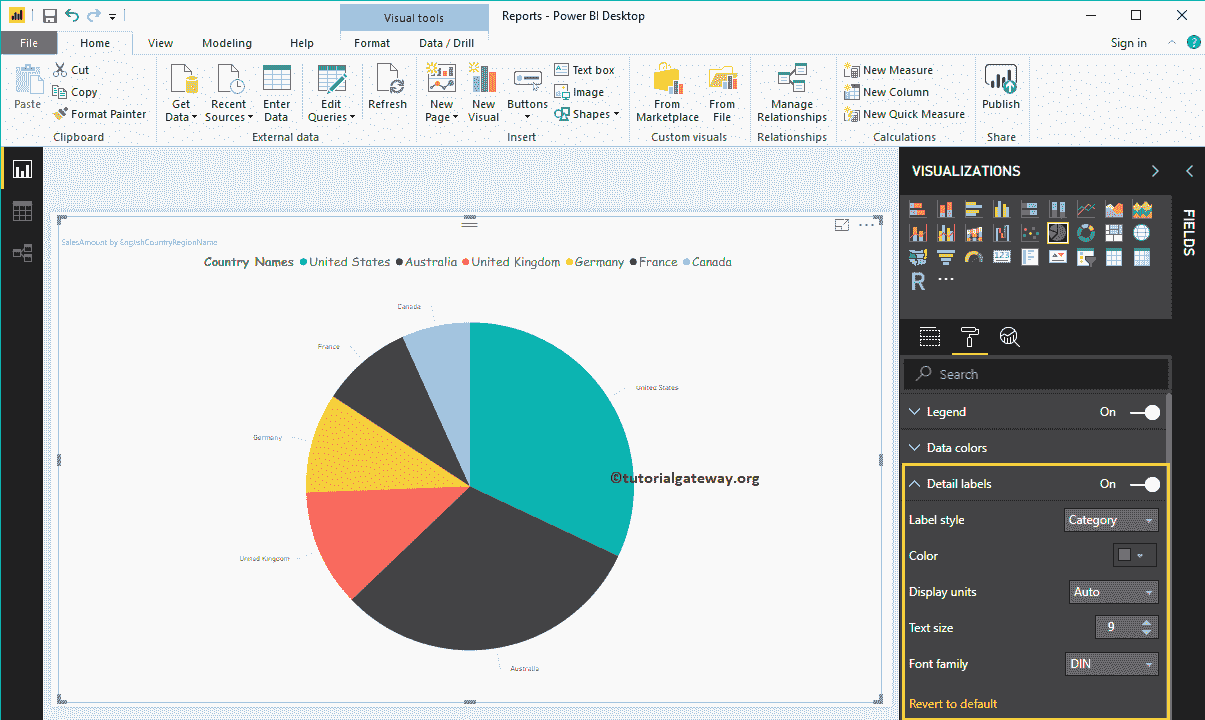 Visual tools
Reports - Power BI Desktop
File
Home
View
Modeling
Help
Format
Data / Drill
Sign in
?
Paste
Cut
Copy
Format Painter
Get Data
Recent Sources
Enter Data
Edit Queries
Refresh
New Page
New Visual
Buttons
Text box
Image
Shapes
From Marketplace
From File
Manage Relationships
New Measure
New Column
New Quick Measure
Publish
Clipboard
External data
Insert
Custom visuals
Relationships
Calculations
Share
SalesAmount by EnglishCountryRegionName
Country Names United States Australia United Kingdom Germany France Canada
Canada
France
United States
Germany
©tutorialgateway.org
United Kingdom
Australia
VISUALIZATIONS
FIELDS
123
R
Search
Legend On
Data colors
Detail labels On
Label style Category
Color
Display units Auto
Text size 9
Font family DIN
Revert to default